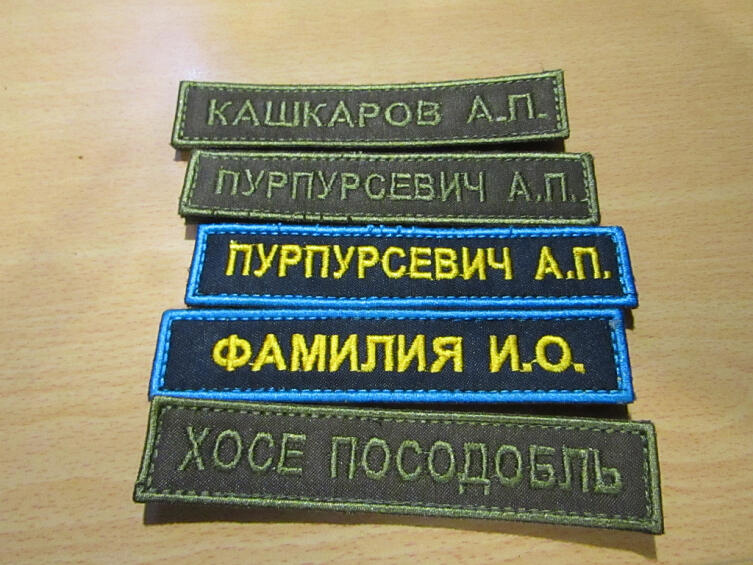 КАШКАРОВ А.П.
ПУРПУРСЕВИЧ А.П.
ПУРПУРСЕВИЧ А.П.
ФАМИЛИЯ И.О.
ХОСЕ ПОСОДОБЛЬ